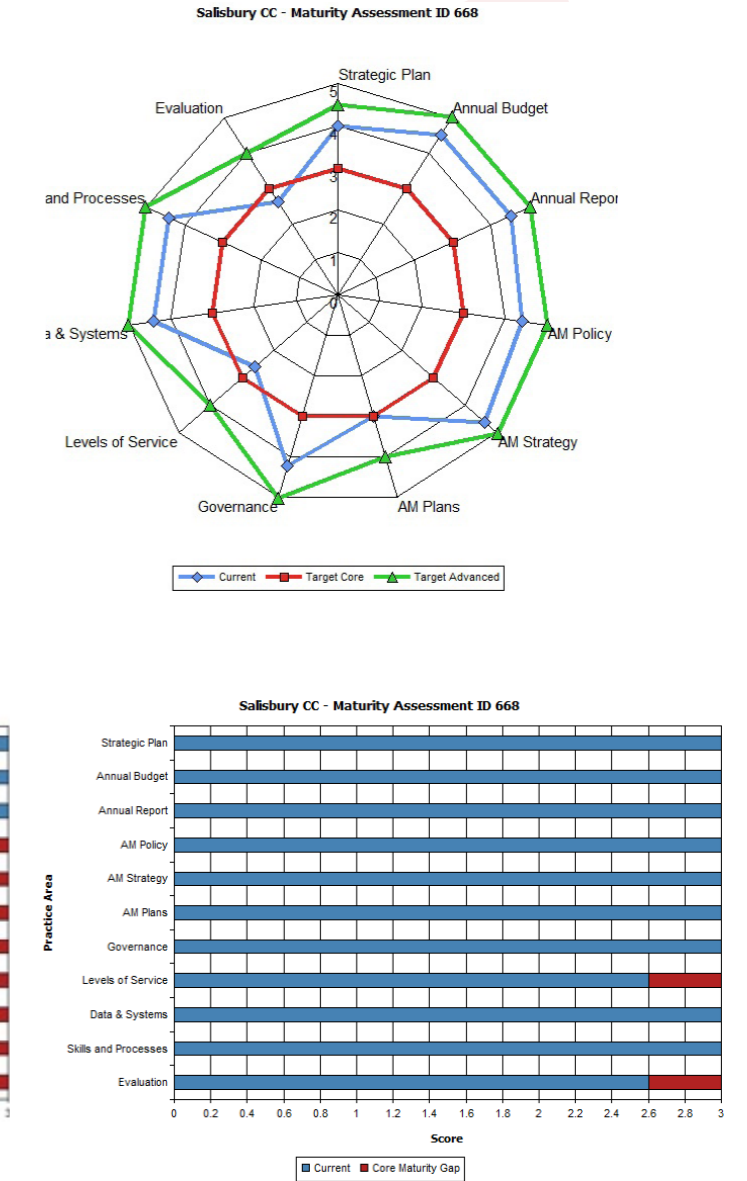 Salisbury CC - Maturity Assessment ID 668
Strategic Plan
5
Evaluation
Annual Budget
4
3
and Processes
Annual Repor
2
1
0
a & Systems
AM Policy
Levels of Service
AM Strategy
Governance
AM Plans
Current Target Core Target Advanced
Salisbury CC - Maturity Assessment ID 668
Strategic Plan
Annual Budget
Annual Report
AM Policy
AM Strategy
AM Plans
Governance
Levels of Service
Data & Systems
Skills and Processes
Evaluation
Practice Area
3 0 0.2 0.4 0.6 0.8 1 1.2 1.4 1.6 1.8 2 2.2 2.4 2.6 2.8 3
Score
Current Core Maturity Gap